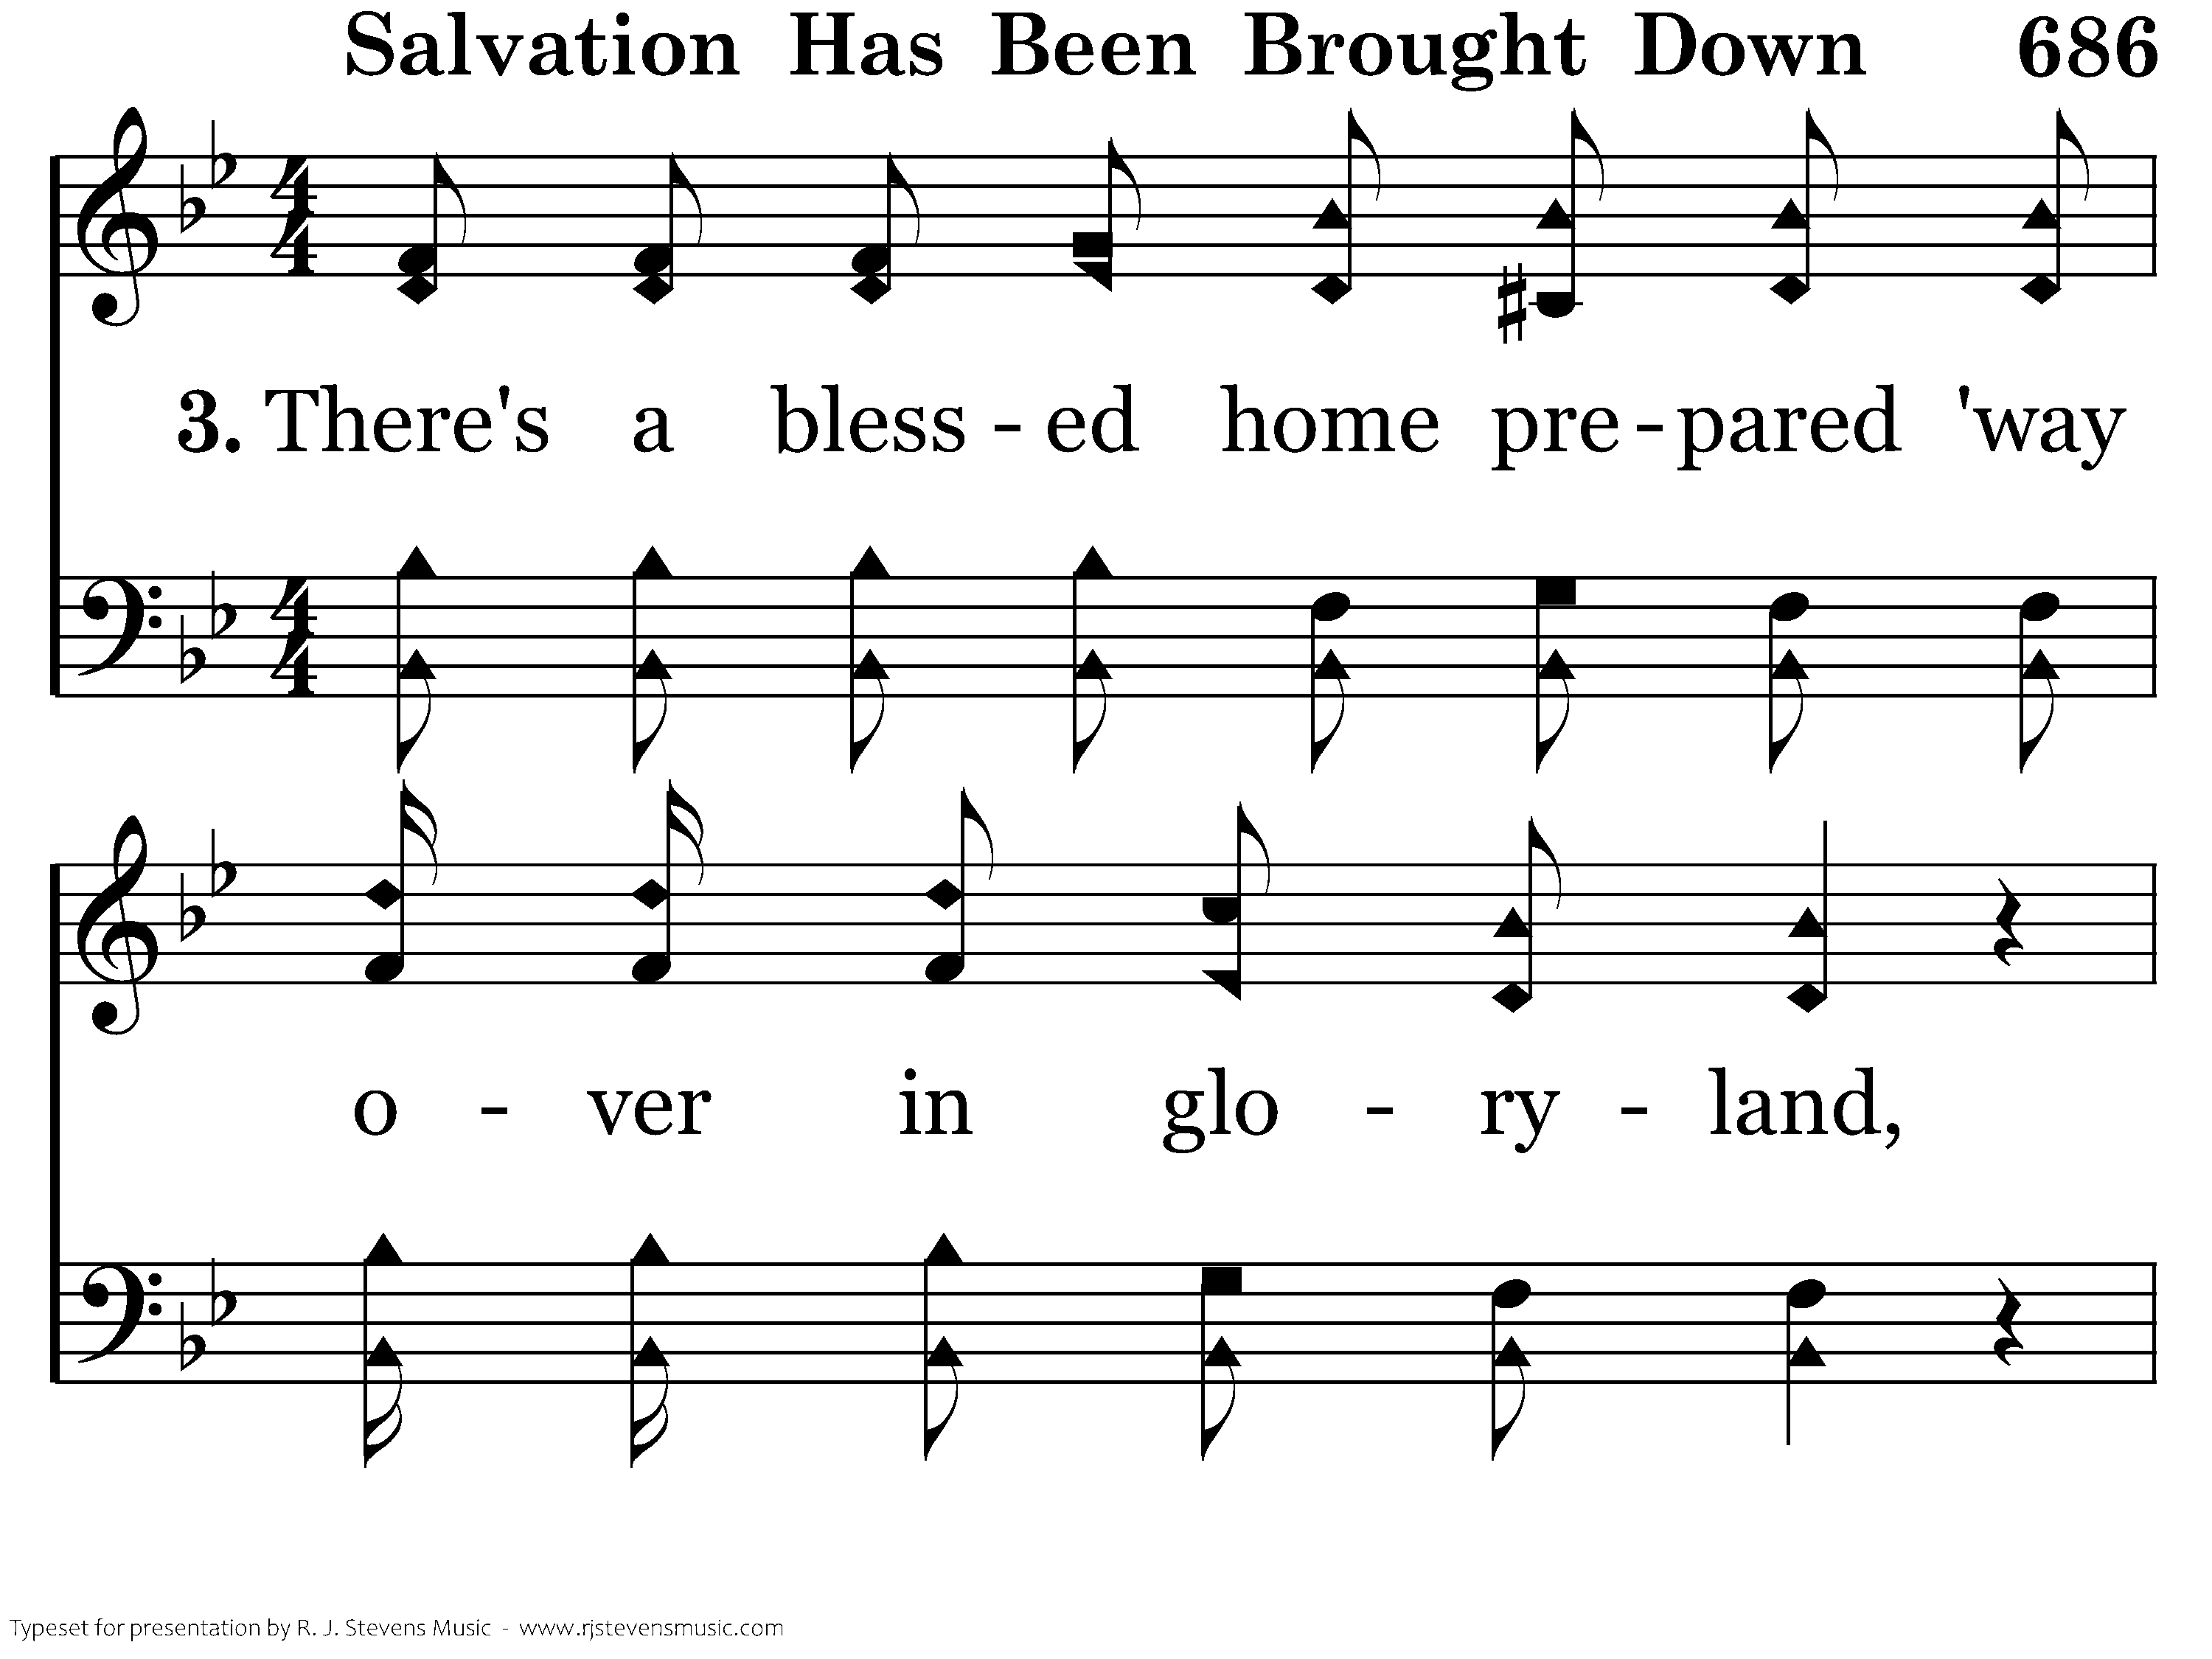 Salvation Has Been Brought Down 686
3. There's a bless - ed home pre - pared 'way
o - ver in glo - ry - land,
Typeset for presentation by R. J. Stevens Music - www.rjstevensmusic.com